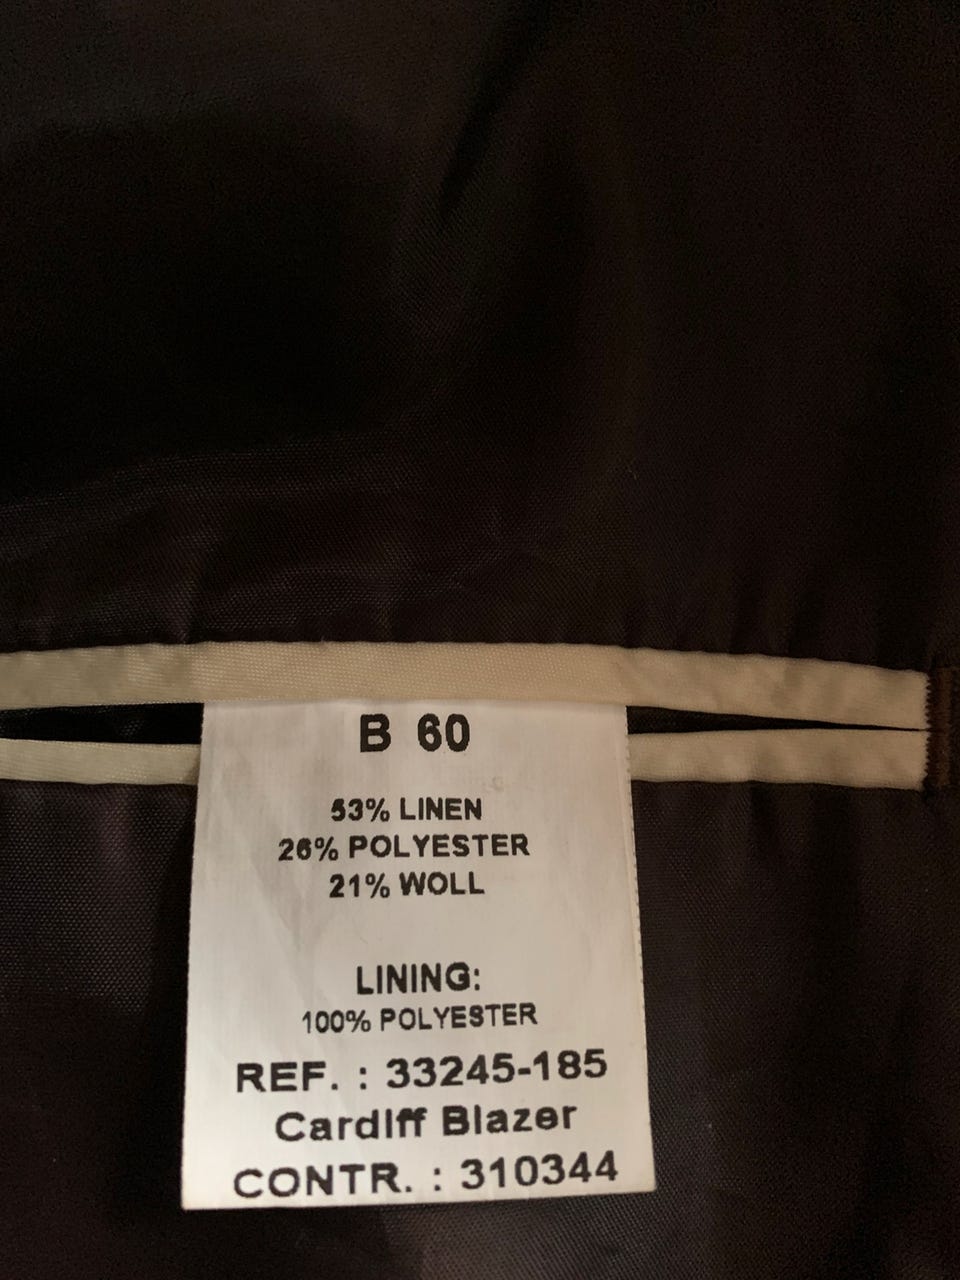 B 60
53% LINEN
26% POLYESTER
21% WOLL
LINING:
100% POLYESTER
REF. : 33245-185
Cardiff Blazer
CONTR. : 310344